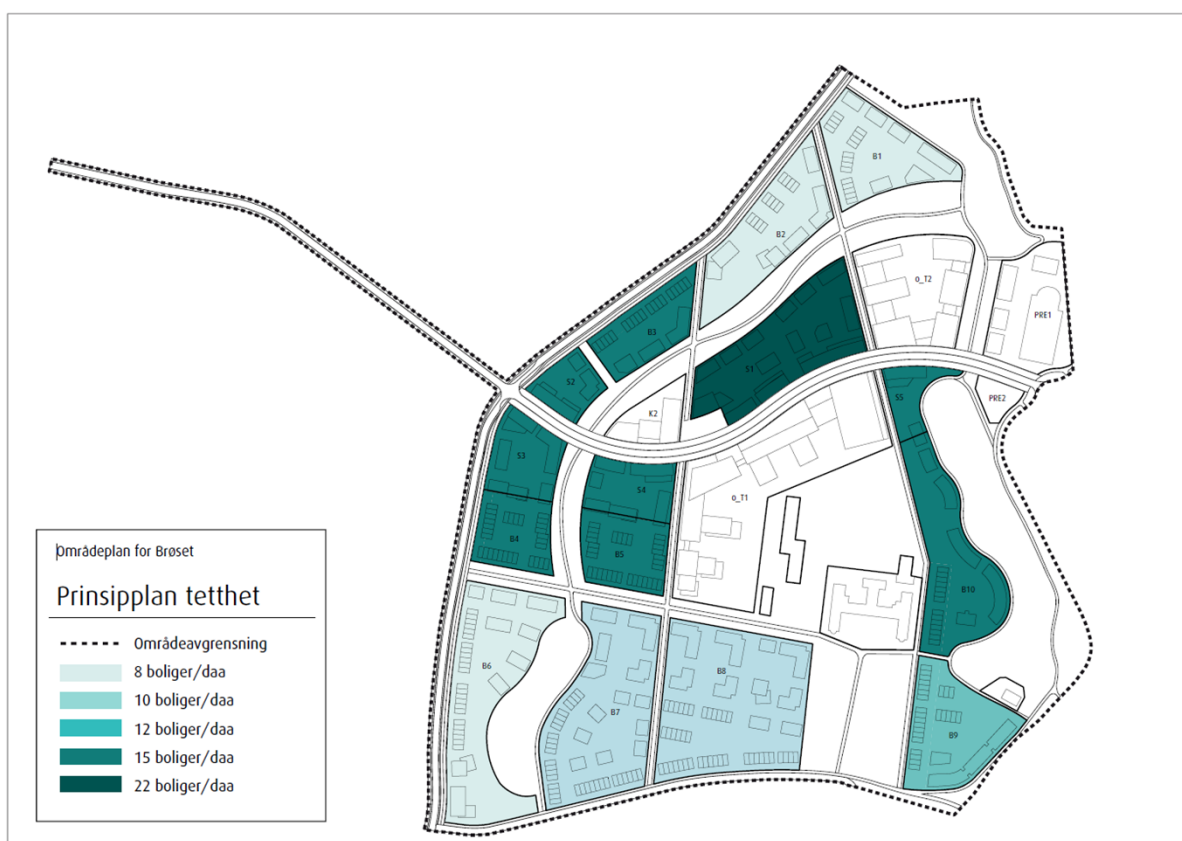 B1
B2
o_T2
PRE1
B3
S1
S2
K2
S5
PRE2
S3
S4
o_T1
B4
B5
B10
B6
B8
B7
B9
Områdeplan for Brøset
Prinsipplan tetthet
Områdeavgrensning
8 boliger/daa
10 boliger/daa
12 boliger/daa
15 boliger/daa
22 boliger/daa